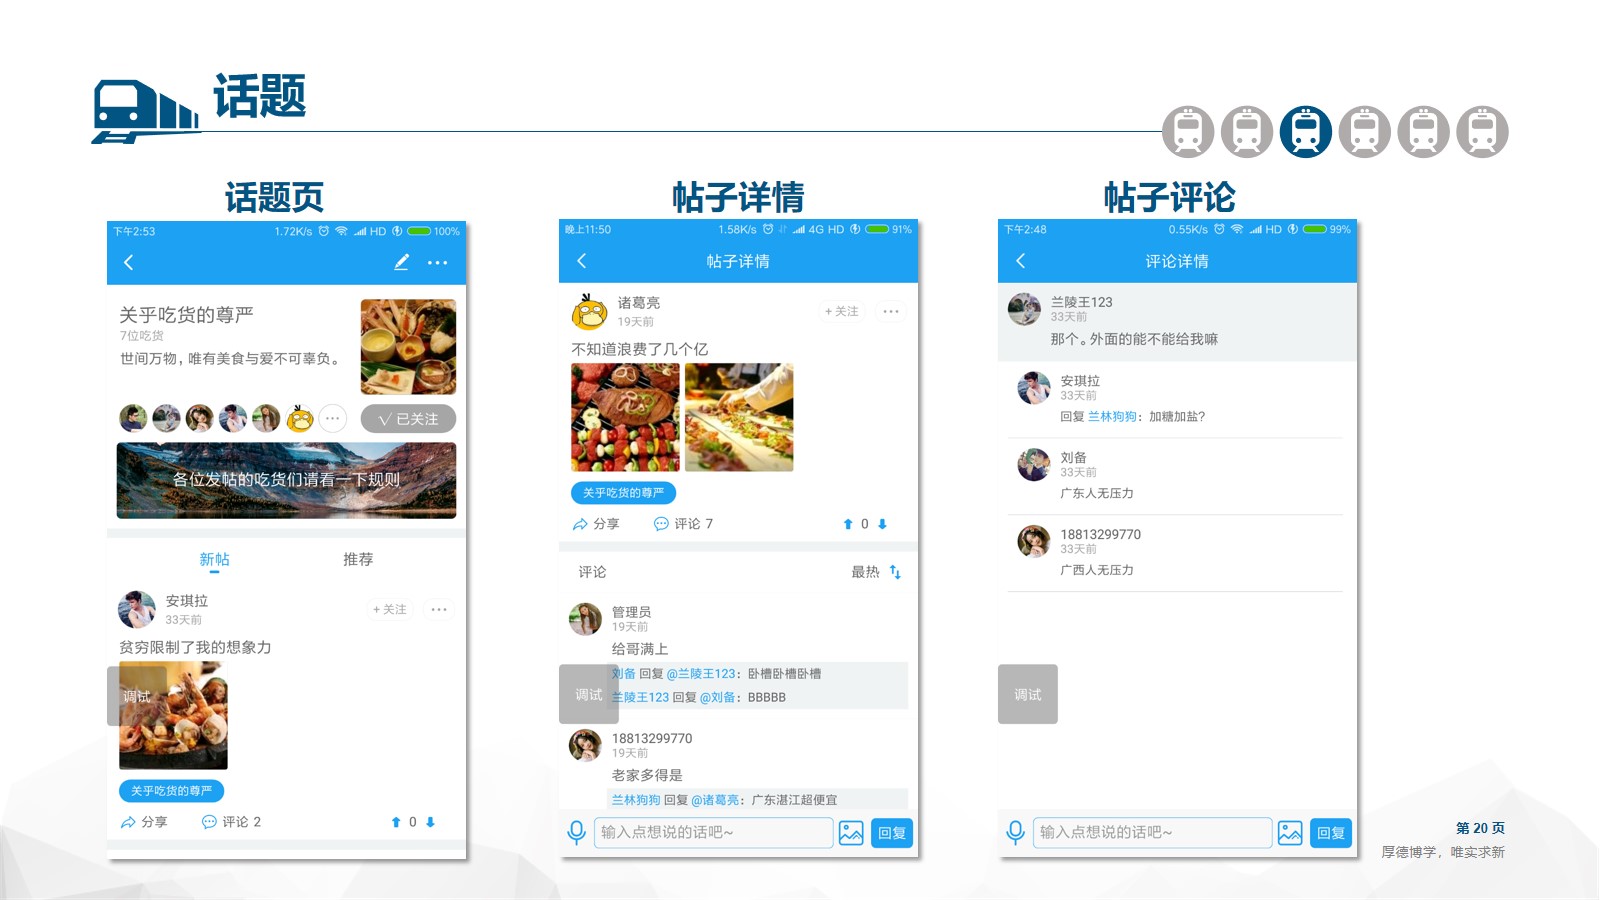 话题
话题页
下午2:53 1.72K/s HD 100%
关乎吃货的尊严
7位吃货
世间万物，唯有美食与爱不可辜负。
√ 已关注
各位发帖的吃货们请看一下规则
新帖 推荐
安琪拉
33天前
+ 关注
贫穷限制了我的想象力
调试
关乎吃货的尊严
分享 评论 2 0
帖子详情
晚上11:50 1.58K/s 4G HD 91%
帖子详情
诸葛亮
19天前
+ 关注
不知道浪费了几个亿
关乎吃货的尊严
分享 评论 7 0
评论 最热
管理员
19天前
给哥满上
刘备 回复 @兰陵王123：卧槽卧槽卧槽
兰陵王123 回复 @刘备：BBBBB
调试
18813299770
19天前
老家多得是
兰林狗狗 回复 @诸葛亮：广东湛江超便宜
输入点想说的话吧~ 回复
帖子评论
下午2:48 0.55K/s HD 99%
评论详情
兰陵王123
33天前
那个。外面的能不能给我嘛
安琪拉
33天前
回复 兰林狗狗：加糖加盐?
刘备
33天前
广东人无压力
18813299770
33天前
广西人无压力
调试
输入点想说的话吧~ 回复
第 20 页
厚德博学，唯实求新